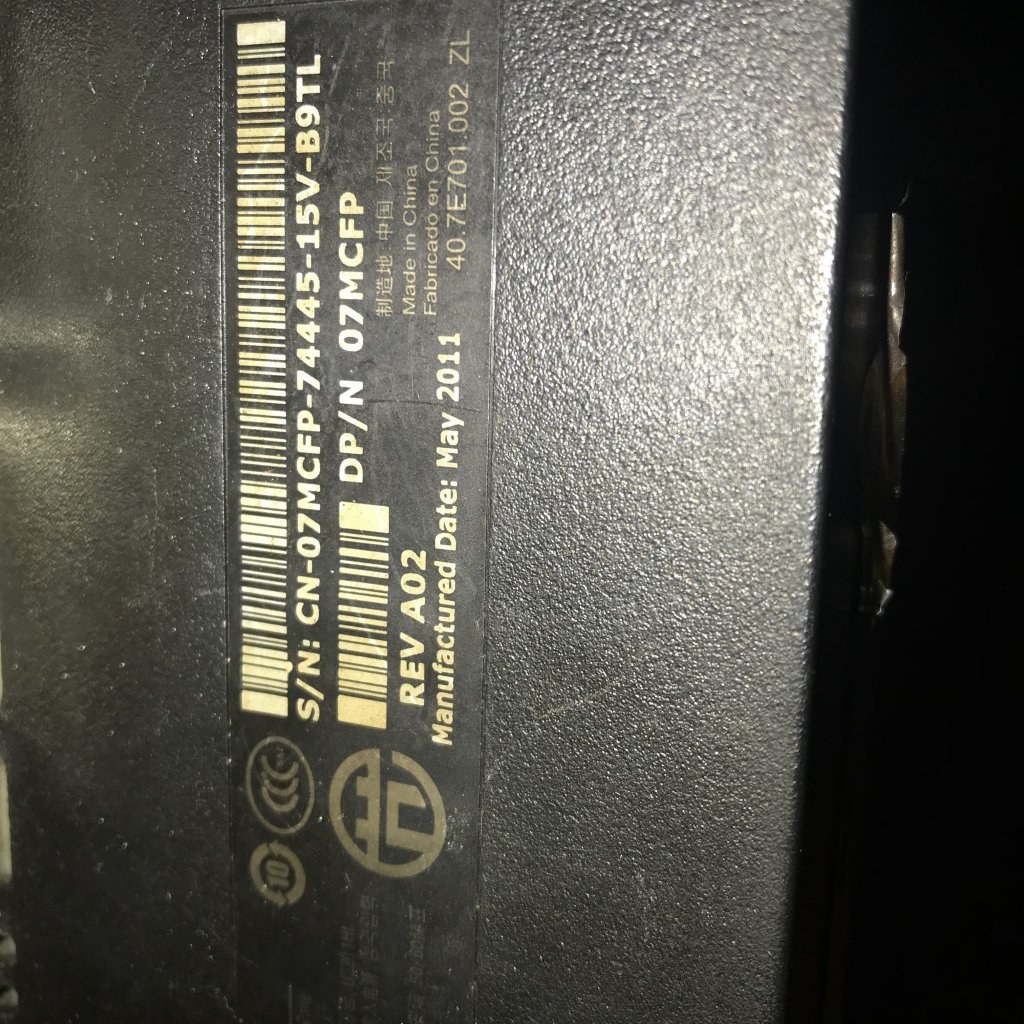 S/N: CN-07MCFP-74445-15V-B9TL
DP/N 07MCFP
REV A02
制造地 中国 제조국 중국
Made in China
Fabricado en China
Manufactured Date: May 2011
40.7E701.002 ZL
10